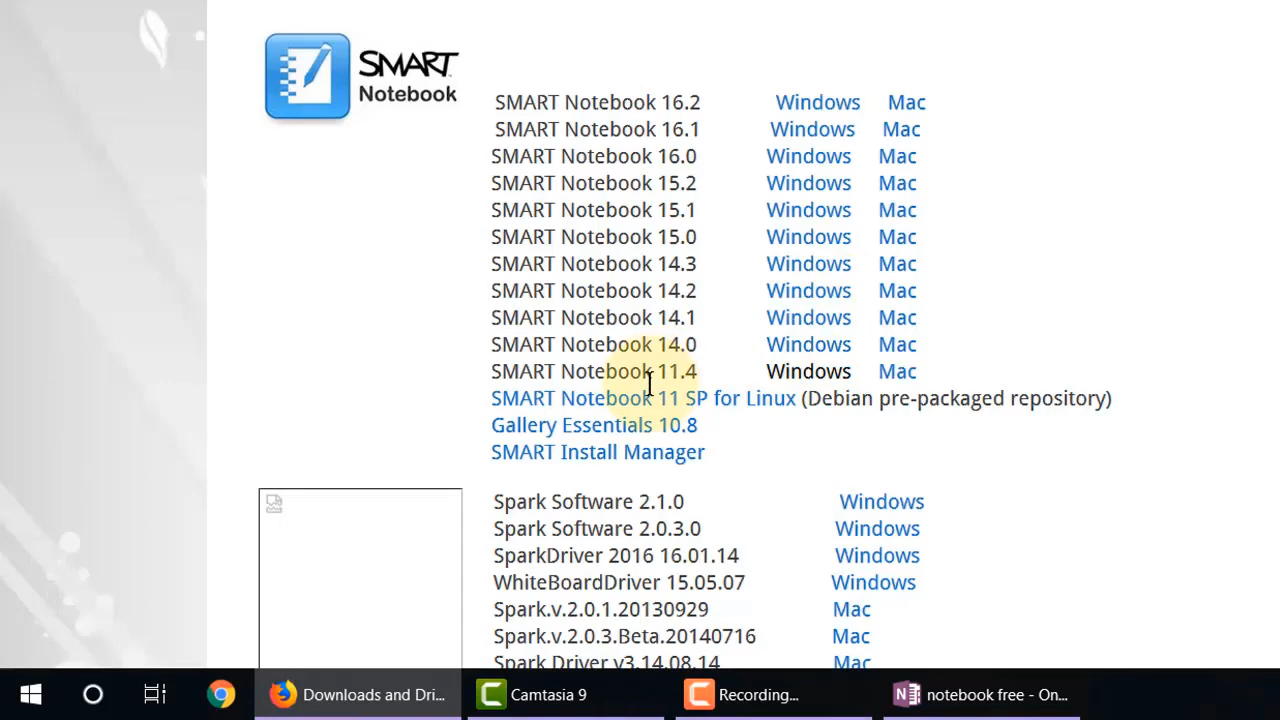 SMART
Notebook
SMART Notebook 16.2 Windows Mac
SMART Notebook 16.1 Windows Mac
SMART Notebook 16.0 Windows Mac
SMART Notebook 15.2 Windows Mac
SMART Notebook 15.1 Windows Mac
SMART Notebook 15.0 Windows Mac
SMART Notebook 14.3 Windows Mac
SMART Notebook 14.2 Windows Mac
SMART Notebook 14.1 Windows Mac
SMART Notebook 14.0 Windows Mac
SMART Notebook 11.4 Windows Mac
SMART Notebook 11 SP for Linux (Debian pre-packaged repository)
Gallery Essentials 10.8
SMART Install Manager
Spark Software 2.1.0 Windows
Spark Software 2.0.3.0 Windows
SparkDriver 2016 16.01.14 Windows
WhiteBoardDriver 15.05.07 Windows
Spark.v.2.0.1.20130929 Mac
Spark.v.2.0.3.Beta.20140716 Mac
Spark Driver v3.14.08.14 Mac
Downloads and Dri... Camtasia 9 Recording... notebook free - On...